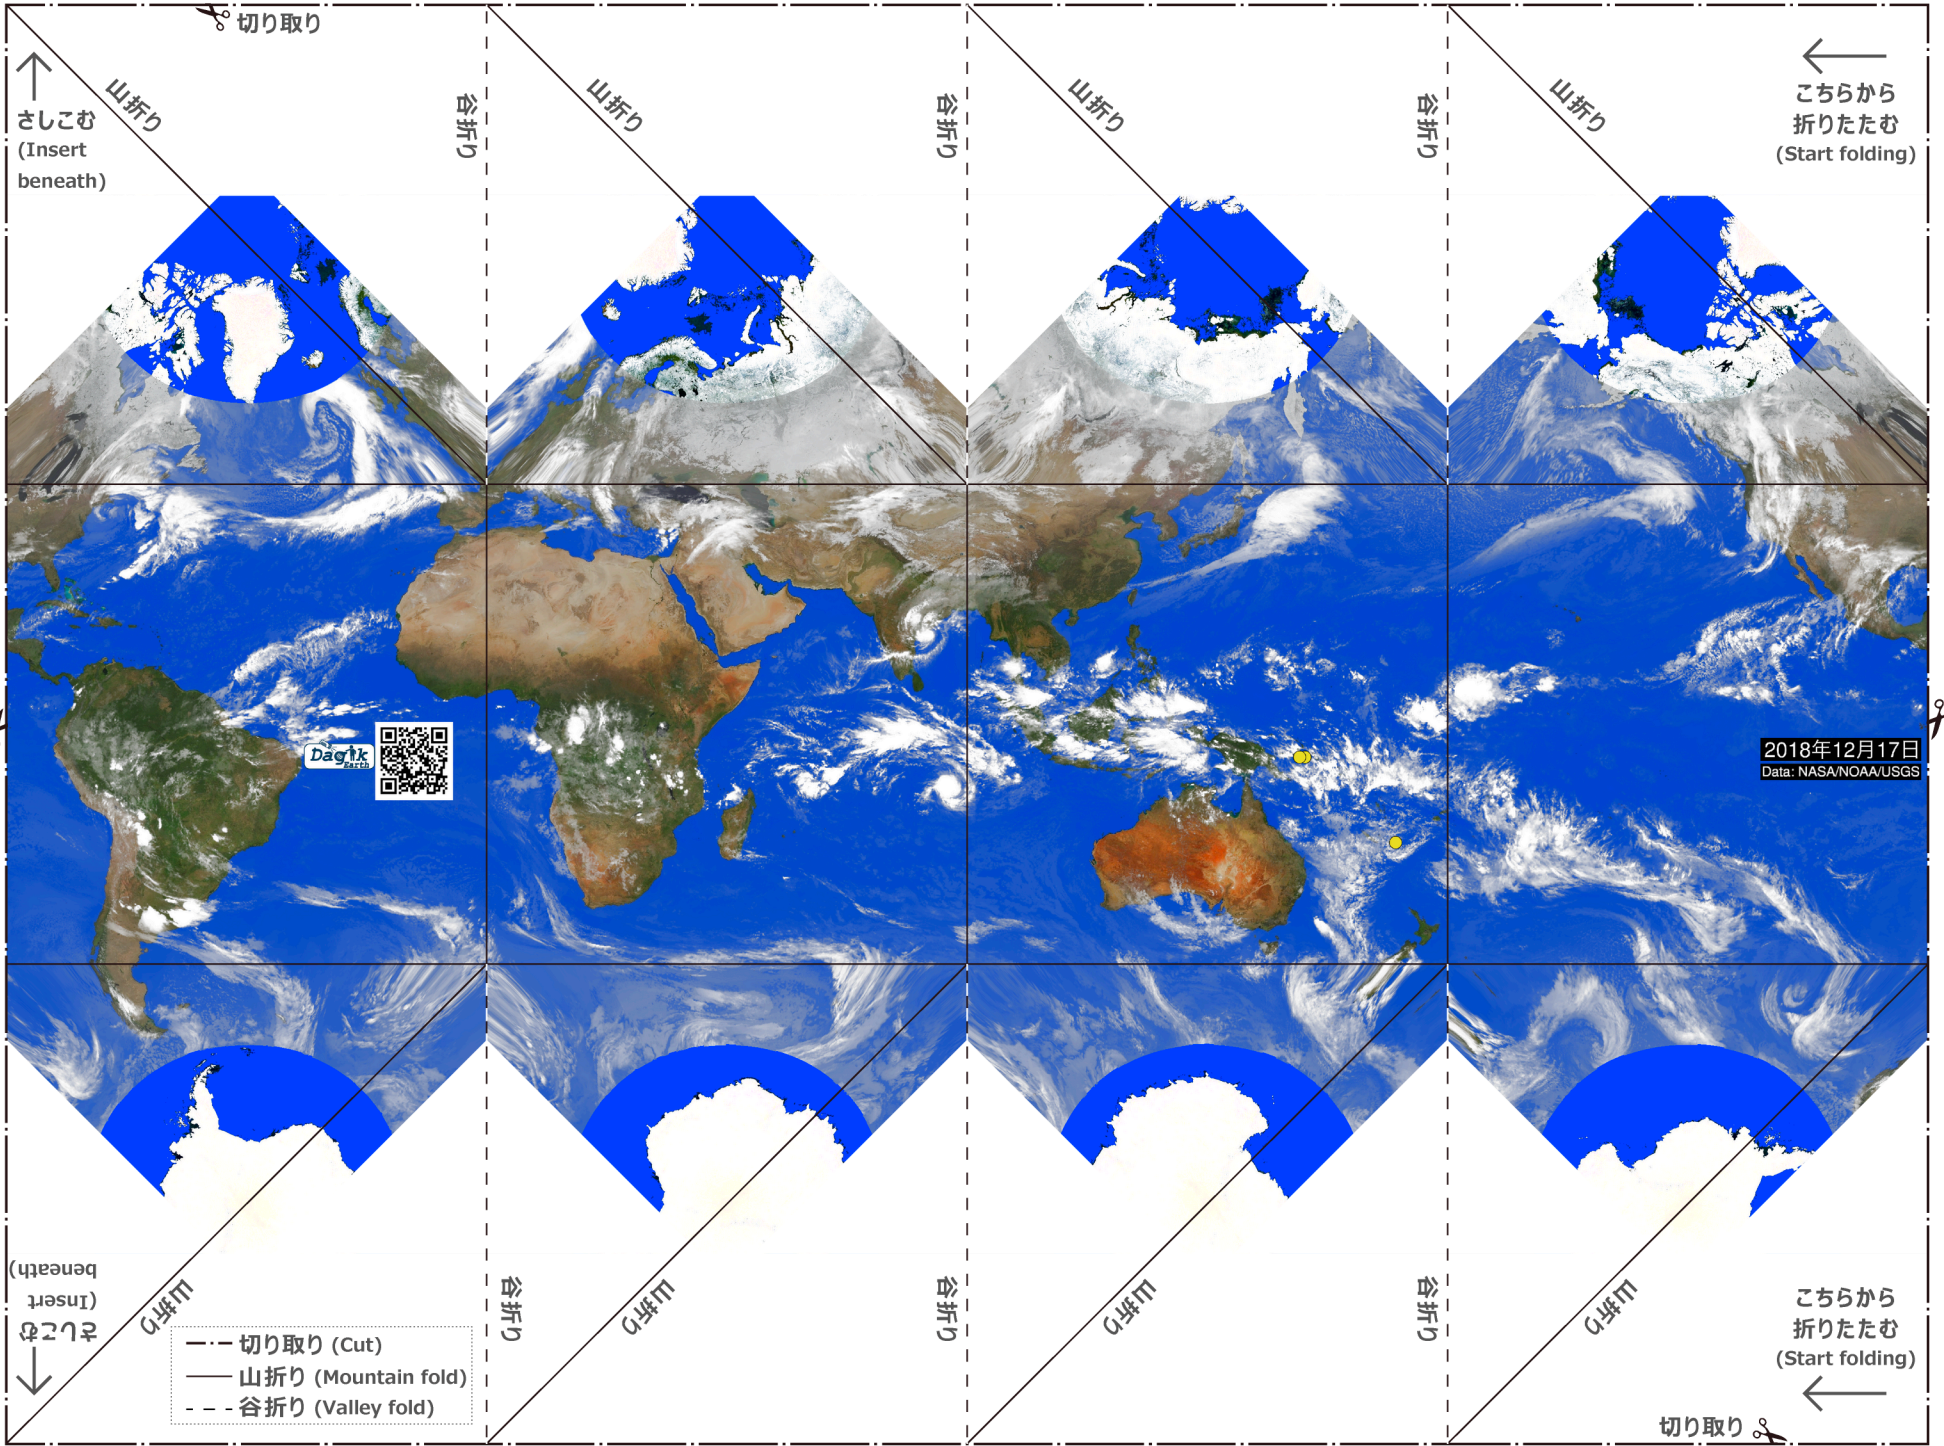 切り取り
山折り
谷折り
山折り
谷折り
山折り
谷折り
山折り
さしこむ
(Insert
beneath)
こちらから
折りたたむ
(Start folding)
Dagik
Earth
2018年12月17日
Data: NASA/NOAA/USGS
さしこむ
(Insert
beneath)
山折り
谷折り
山折り
谷折り
山折り
谷折り
山折り
こちらから
折りたたむ
(Start folding)
切り取り (Cut)
山折り (Mountain fold)
谷折り (Valley fold)
切り取り